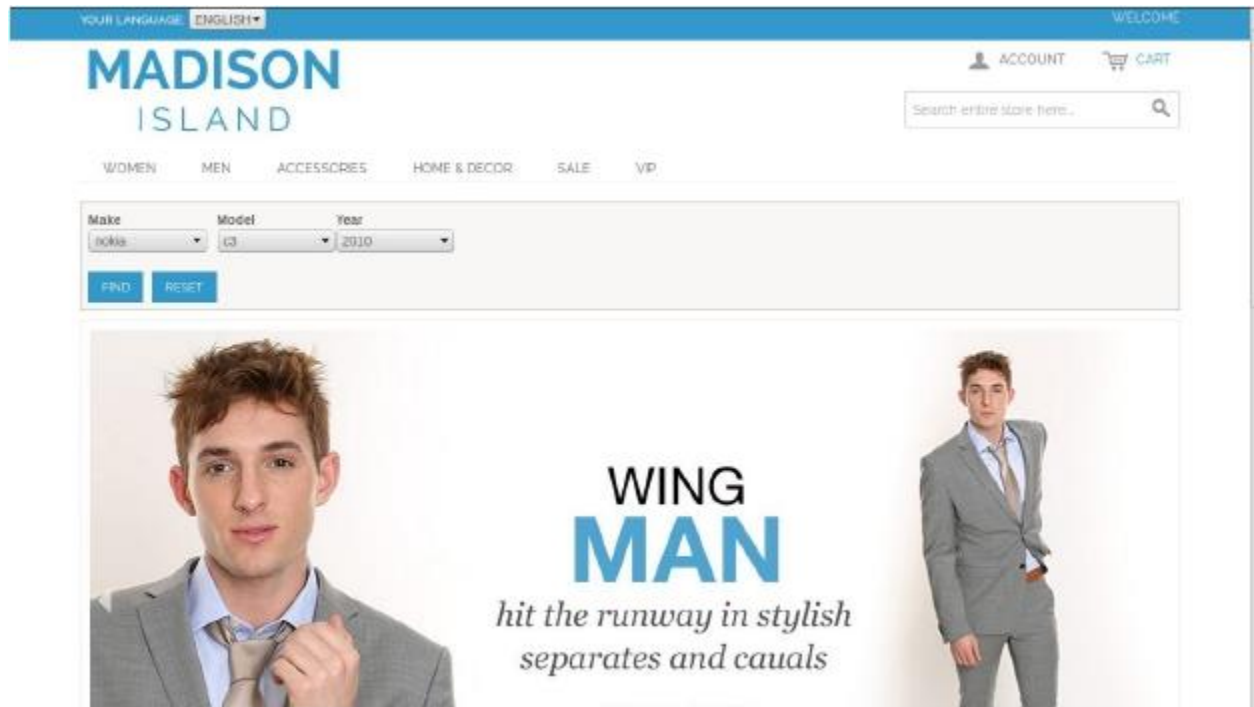 YOUR LANGUAGE: ENGLISH
WELCOME
MADISON
ISLAND
ACCOUNT
CART
Search entire store here...
WOMEN MEN ACCESSORIES HOME & DECOR SALE VIP
Make Model Year
nokia c3 2010
FIND RESET
WING
MAN
hit the runway in stylish
separates and cauals